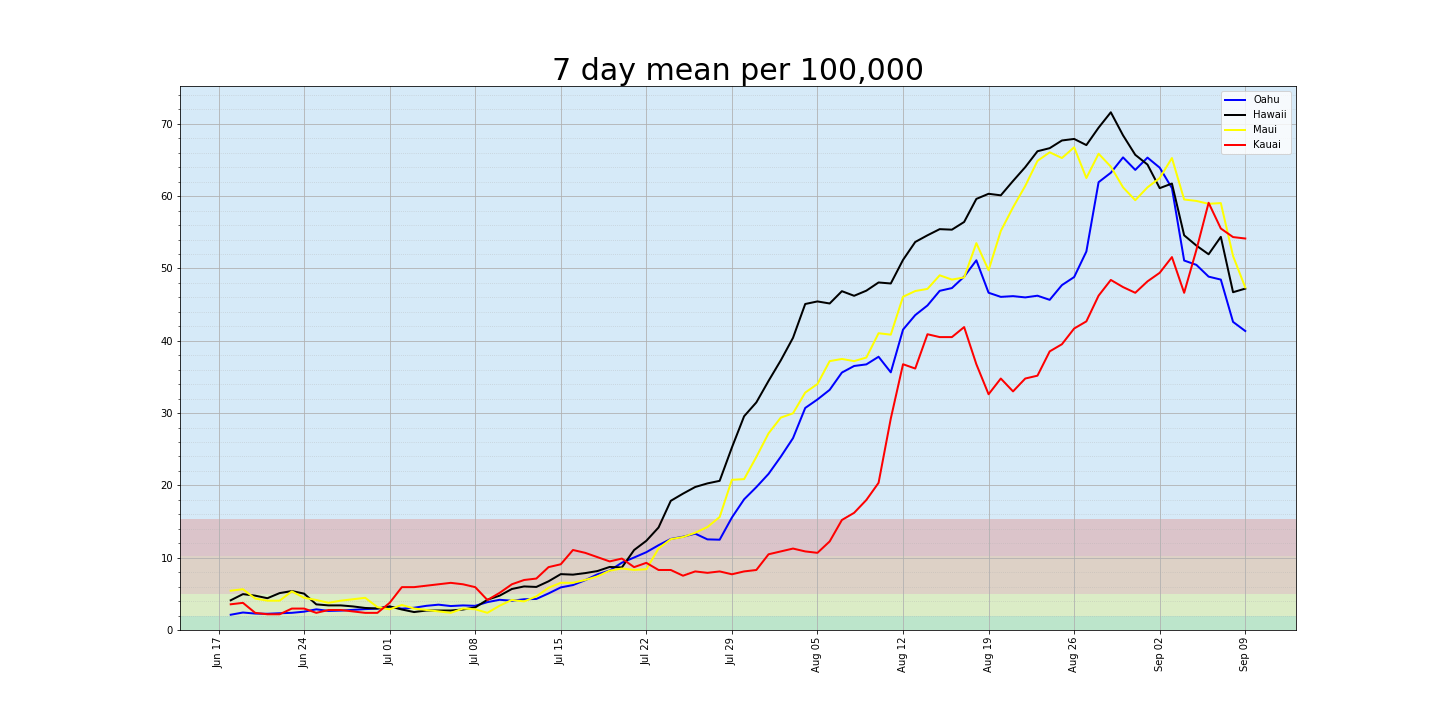 7 day mean per 100,000
Oahu
Hawaii
Maui
Kauai
70
60
50
40
30
20
10
0
Jun 17
Jun 24
Jul 01
Jul 08
Jul 15
Jul 22
Jul 29
Aug 05
Aug 12
Aug 19
Aug 26
Sep 02
Sep 09